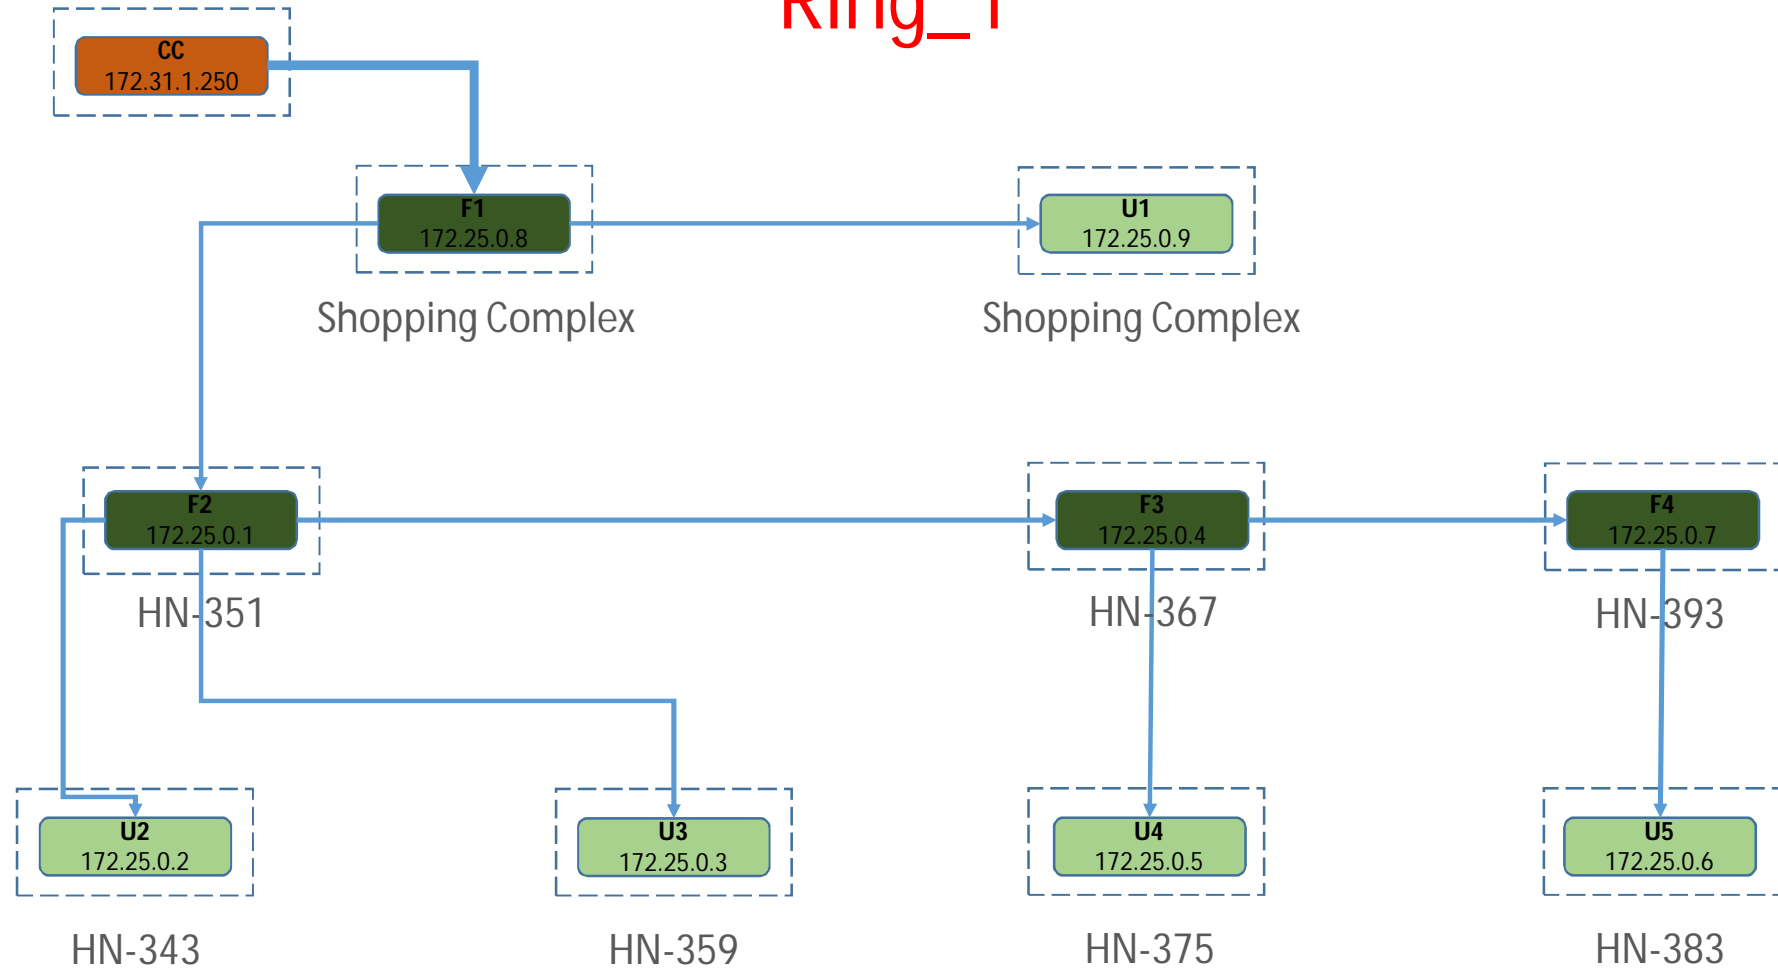 Ring_1
CC
172.31.1.250
F1
172.25.0.8
U1
172.25.0.9
Shopping Complex
Shopping Complex
F2
172.25.0.1
F3
172.25.0.4
F4
172.25.0.7
HN-351
HN-367
HN-393
U2
172.25.0.2
U3
172.25.0.3
U4
172.25.0.5
U5
172.25.0.6
HN-343
HN-359
HN-375
HN-383